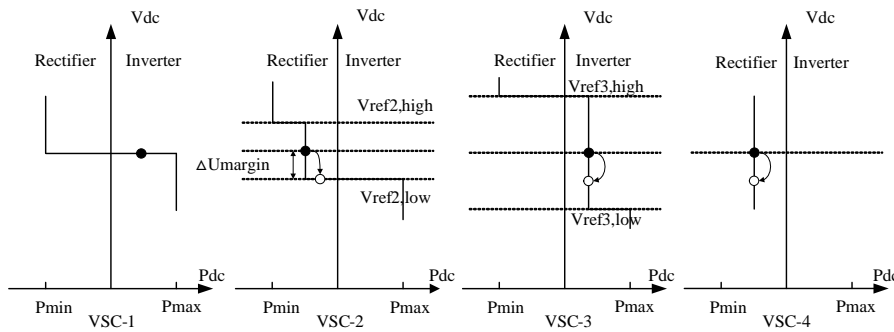 Vdc
Rectifier
Inverter
Pdc
Pmin
Pmax
VSC-1
Vdc
Rectifier
Inverter
Vref2,high
△Umargin
Vref2,low
Pdc
Pmin
Pmax
VSC-2
Vdc
Rectifier
Inverter
Vref3,high
Vref3,low
Pdc
Pmin
Pmax
VSC-3
Vdc
Rectifier
Inverter
Pdc
Pmin
Pmax
VSC-4